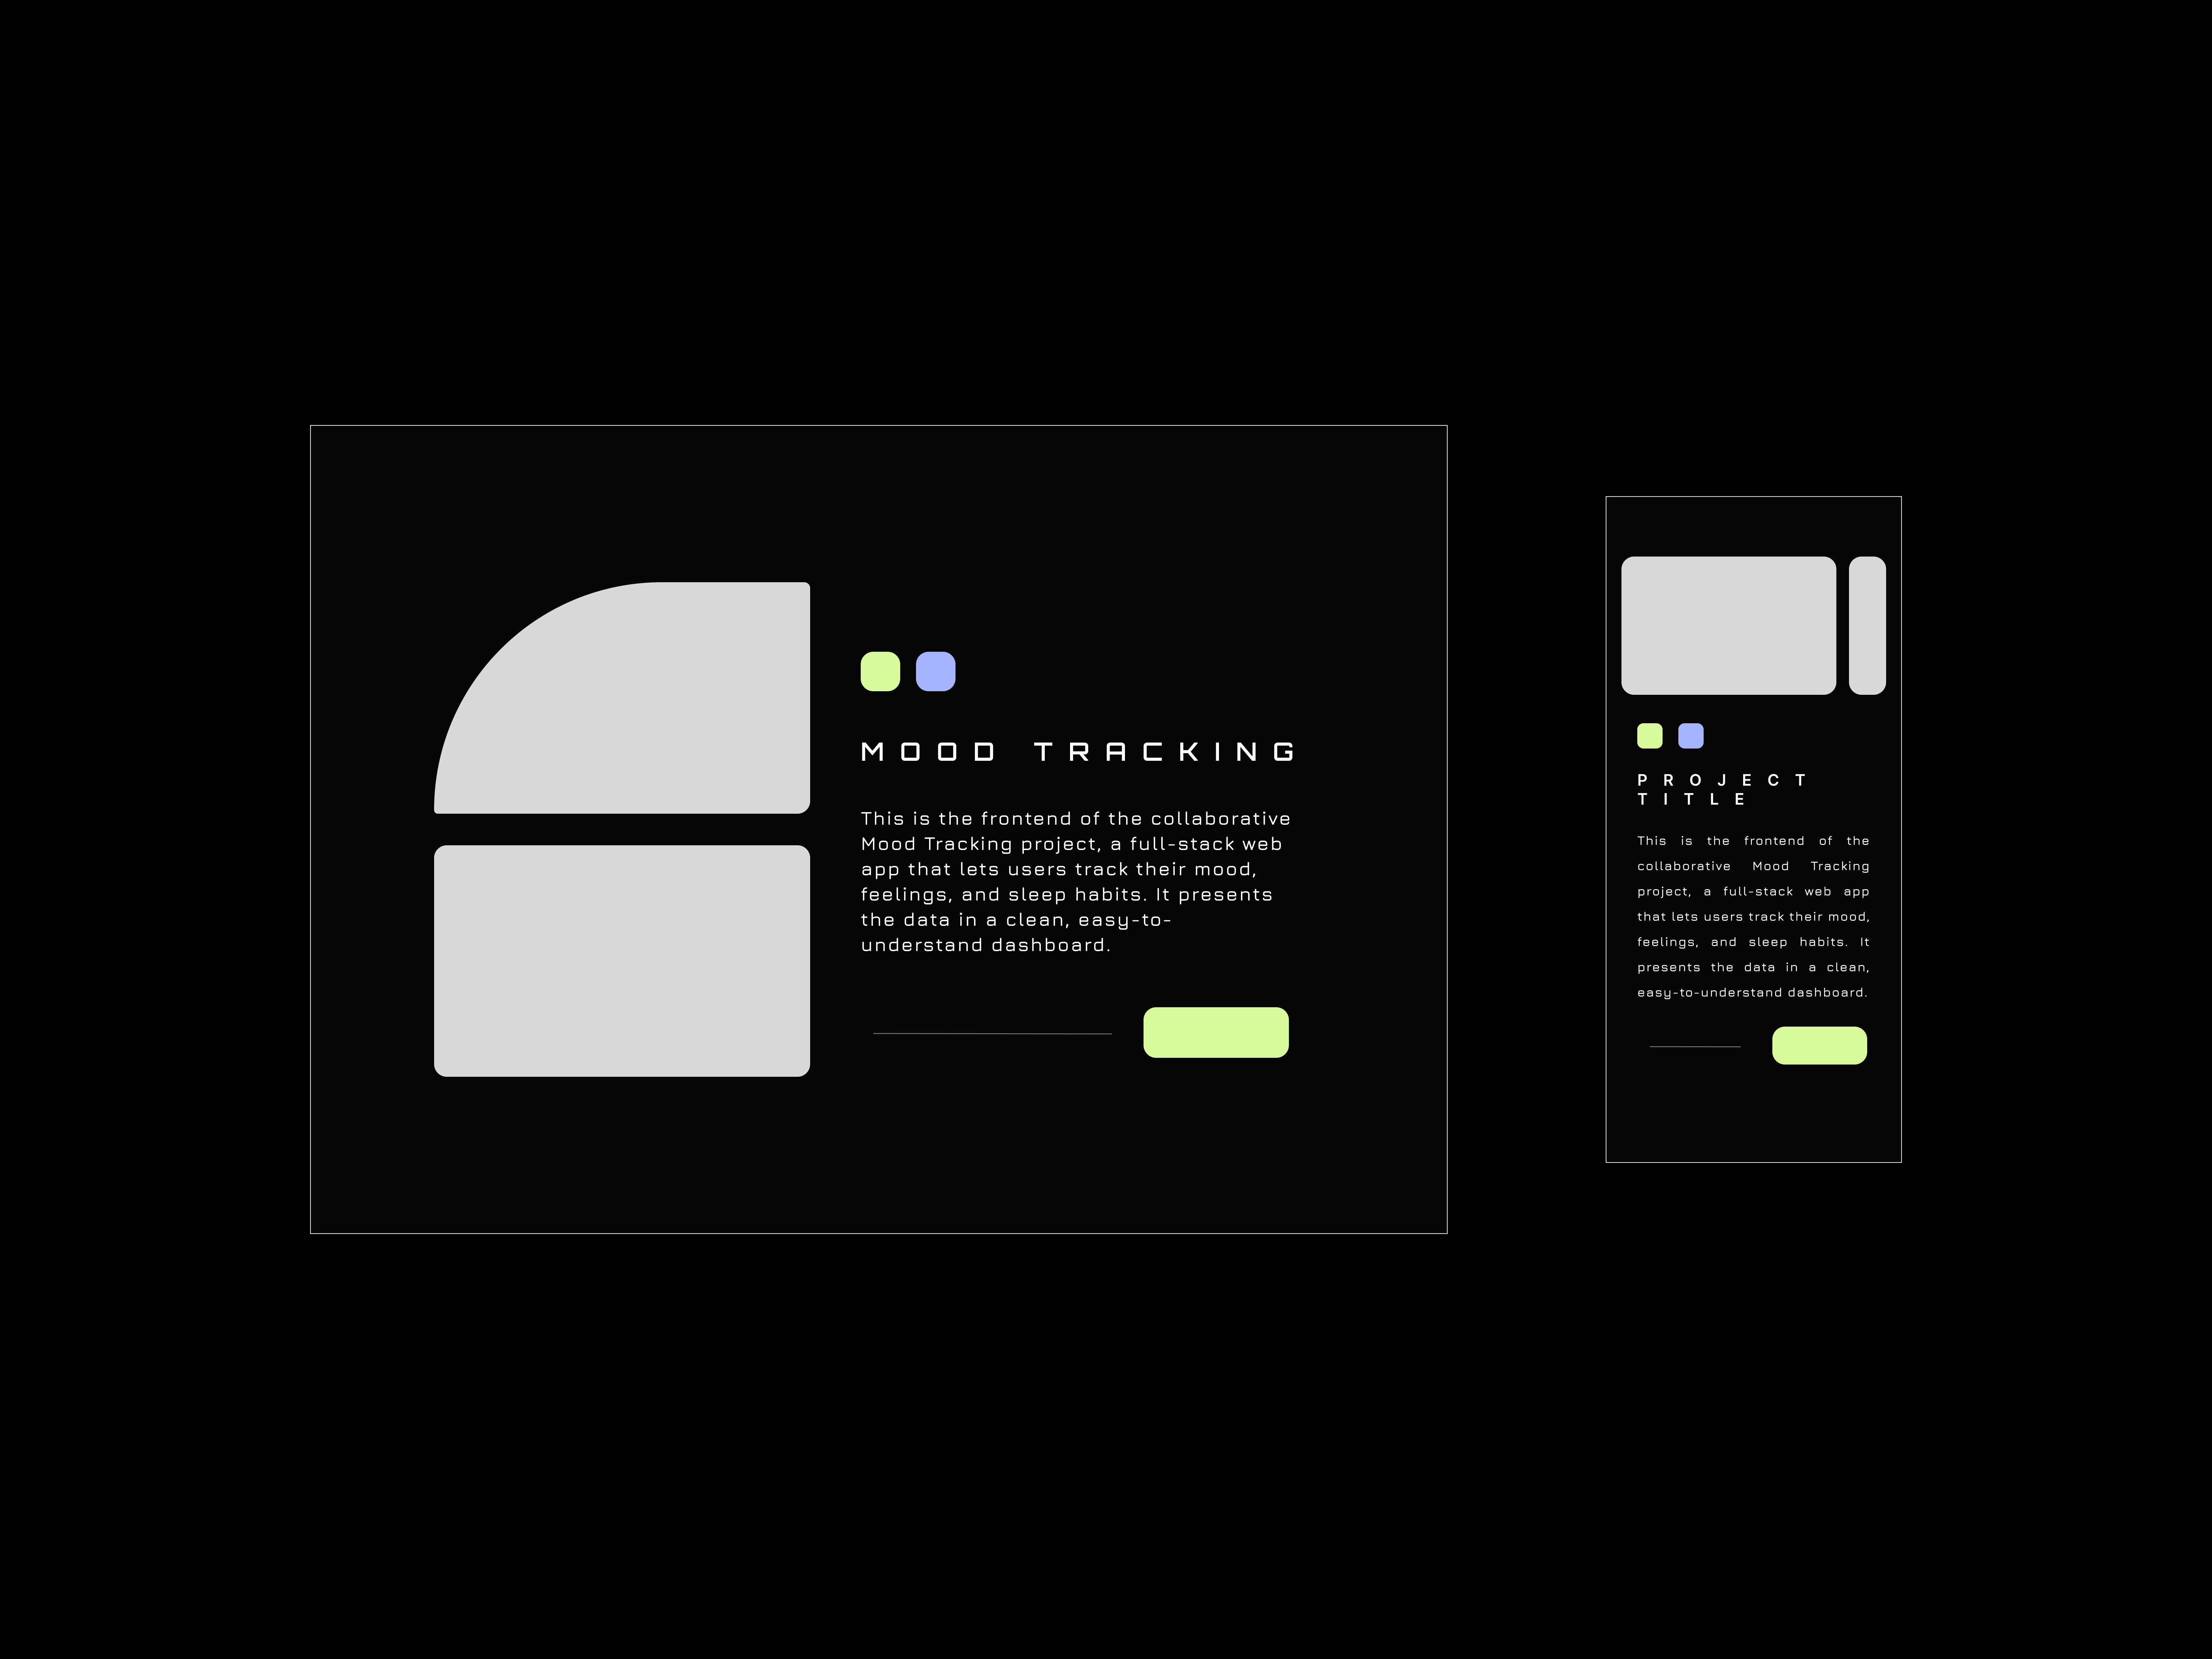 MOOD TRACKING
This is the frontend of the collaborative
Mood Tracking project, a full-stack web
app that lets users track their mood,
feelings, and sleep habits. It presents
the data in a clean, easy-to-
understand dashboard.
PROJECT
TITLE
This is the frontend of the
collaborative Mood Tracking
project, a full-stack web app
that lets users track their mood,
feelings, and sleep habits. It
presents the data in a clean,
easy-to-understand dashboard.